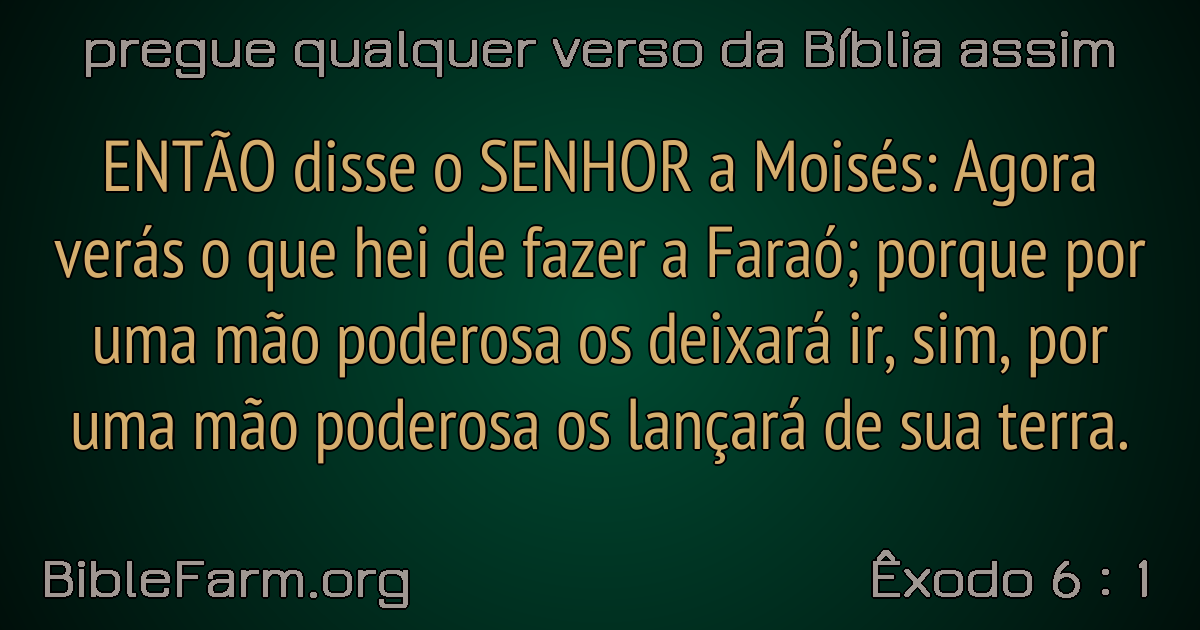 pregue qualquer verso da Bíblia assim
ENTÃO disse o SENHOR a Moisés: Agora
verás o que hei de fazer a Faraó; porque por
uma mão poderosa os deixará ir, sim, por
uma mão poderosa os lançará de sua terra.
BibleFarm.org
Êxodo 6 : 1